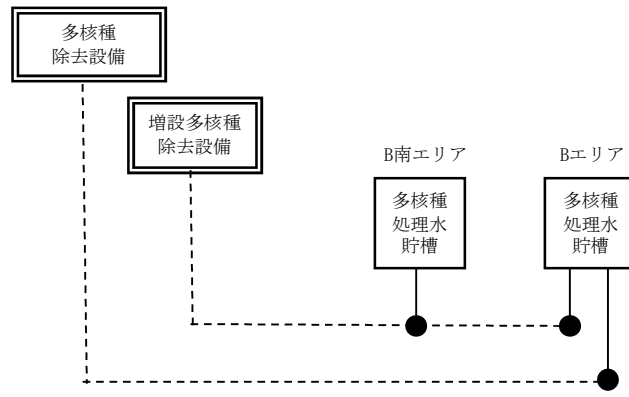 多核種
除去設備
増設多核種
除去設備
B南エリア
Bエリア
多核種
処理水
貯槽
多核種
処理水
貯槽